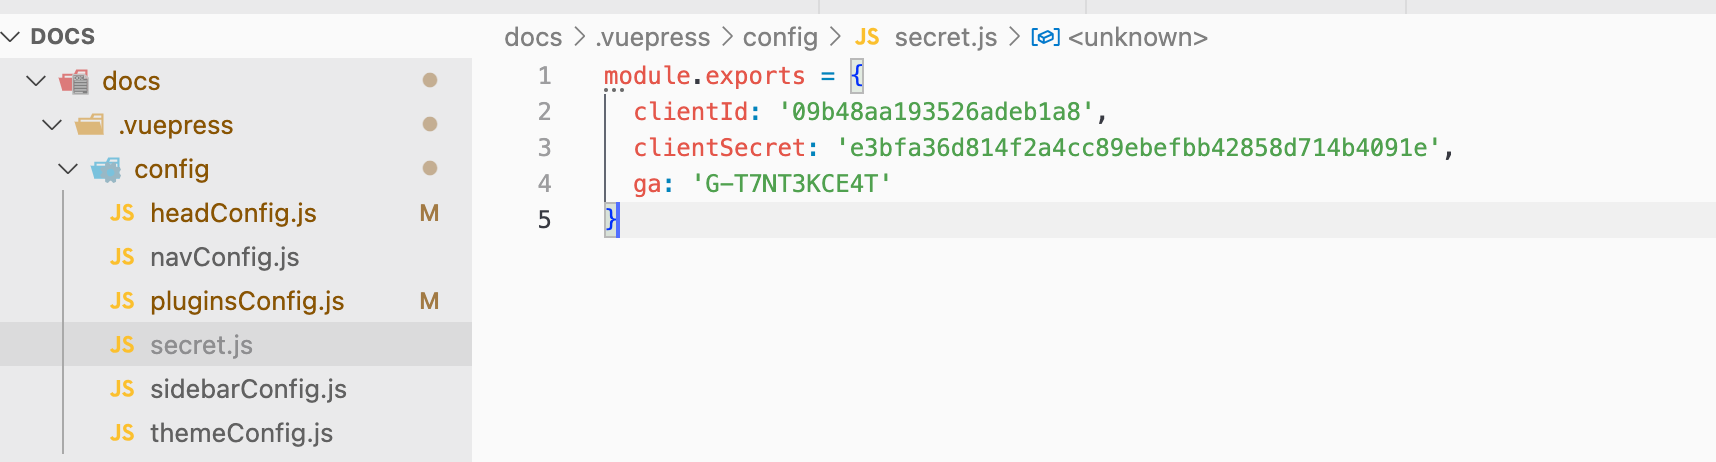 DOCS
docs
.vuepress
config
JS headConfig.js M
JS navConfig.js
JS pluginsConfig.js M
JS secret.js
JS sidebarConfig.js
JS themeConfig.js
docs > .vuepress > config > JS secret.js > <unknown>
1 module.exports = {
2 clientId: '09b48aa193526adeb1a8',
3 clientSecret: 'e3bfa36d814f2a4cc89ebefbb42858d714b4091e',
4 ga: 'G-T7NT3KCE4T'
5 }